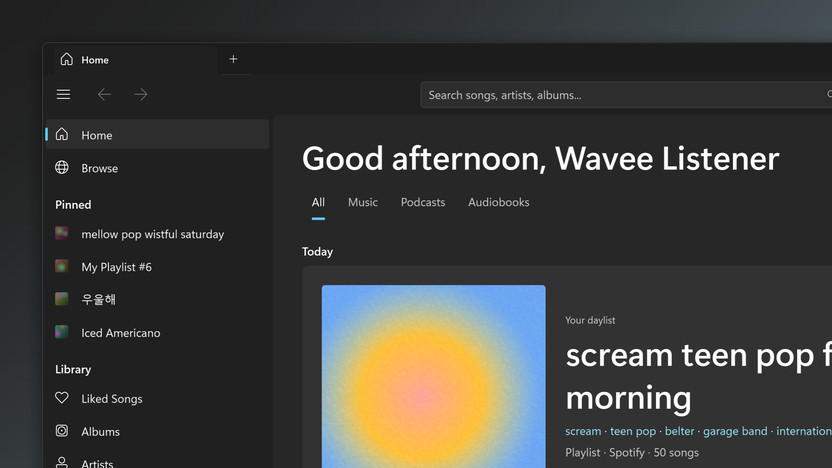 Home
Search songs, artists, albums...
Home
Browse
Pinned
mellow pop wistful saturday
My Playlist #6
우울해
Iced Americano
Library
Liked Songs
Albums
Artists
Good afternoon, Wavee Listener
All Music Podcasts Audiobooks
Today
Your daylist
scream teen pop f
morning
scream · teen pop · belter · garage band · internation
Playlist · Spotify · 50 songs